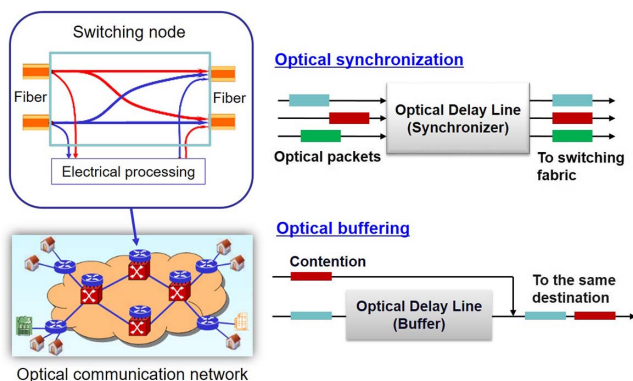 Switching node
Fiber
Fiber
Electrical processing
Optical communication network
Optical synchronization
Optical Delay Line
(Synchronizer)
Optical packets
To switching
fabric
Optical buffering
Contention
Optical Delay Line
(Buffer)
To the same
destination